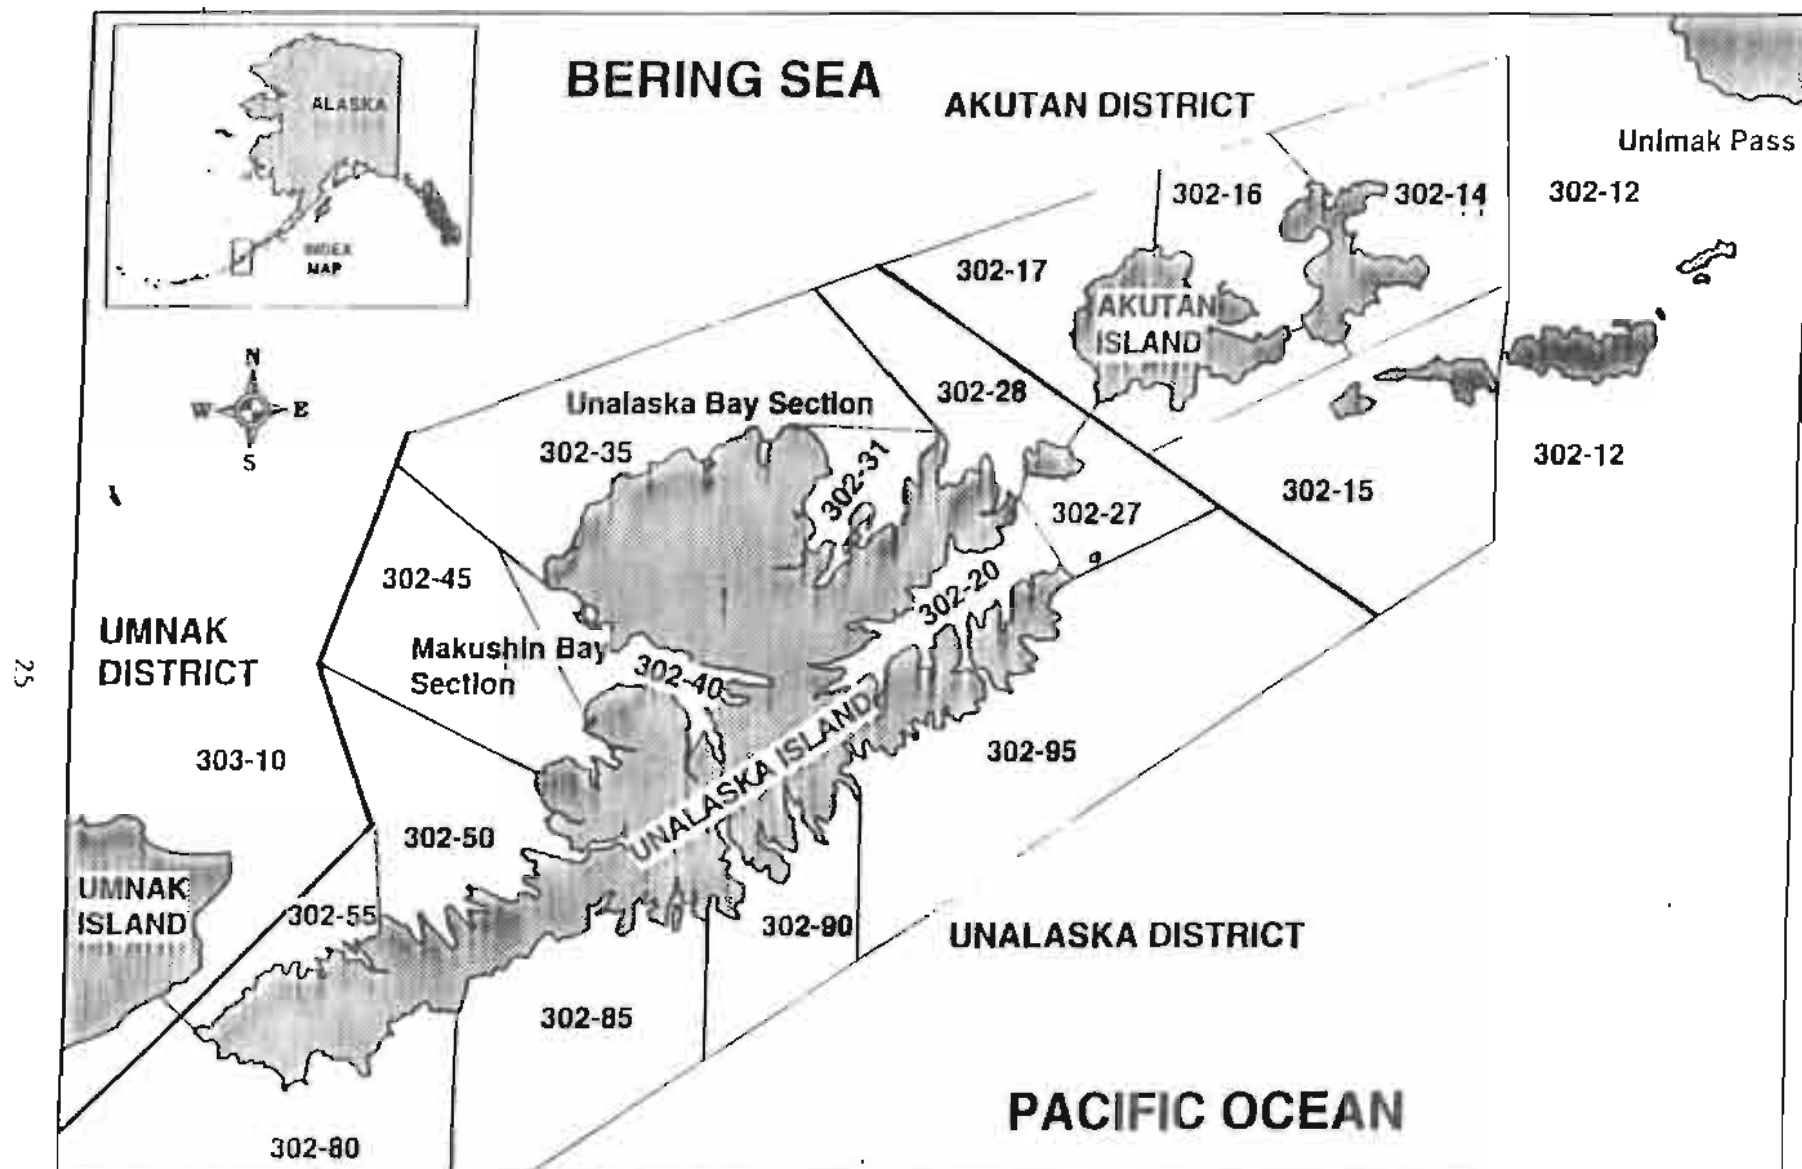 BERING SEA
AKUTAN DISTRICT
ALASKA
INDEX
MAP
Unimak Pass
302-16
302-14
302-12
302-17
AKUTAN
ISLAND
N
W
E
S
Unalaska Bay Section
302-28
302-35
302-31
302-12
302-15
302-27
302-45
302-20
UMNAK
DISTRICT
Makushin Bay
Section
302-40
25
UNALASKA ISLAND
303-10
302-95
302-50
UMNAK
ISLAND
302-55
302-90
UNALASKA DISTRICT
302-85
PACIFIC OCEAN
302-80